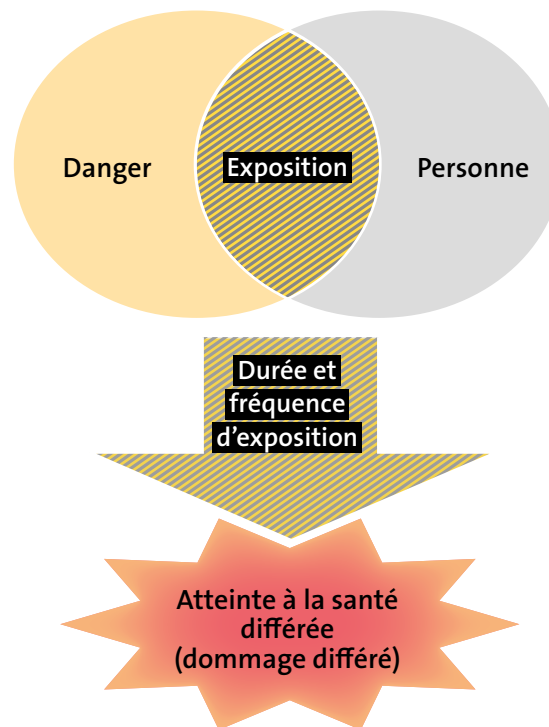 Danger
Exposition
Personne
Durée et
fréquence
d’exposition
Atteinte à la santé
différée
(dommage différé)